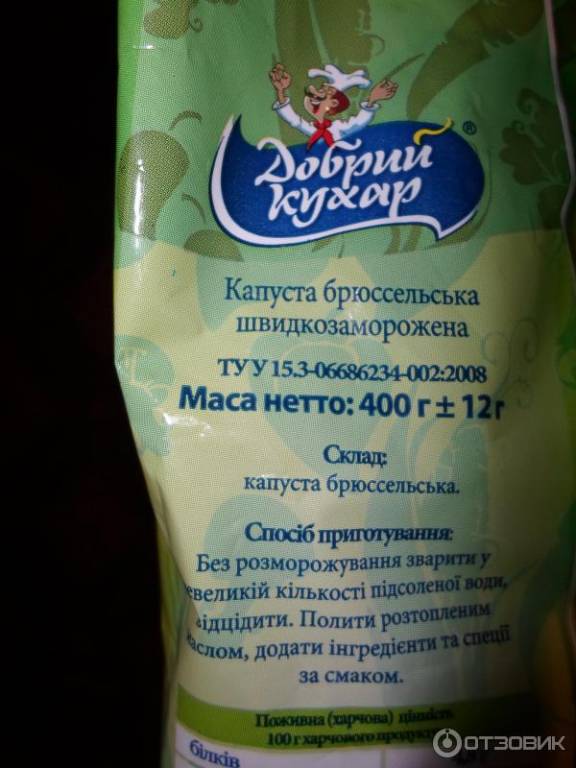 Добрий
кухар
®
Капуста брюссельська
швидкозаморожена
ТУ У 15.3-06686234-002:2008
Маса нетто: 400 г ± 12 г
Склад:
капуста брюссельська.
Спосіб приготування:
Без розморожування зварити у
евеликій кількості підсоленої води,
відцідити. Полити розтопленим
маслом, додати інгредієнти та спеції
за смаком.
Поживна (харчова) цінність
100 г харчового продукту
білків
ОТЗОВИК